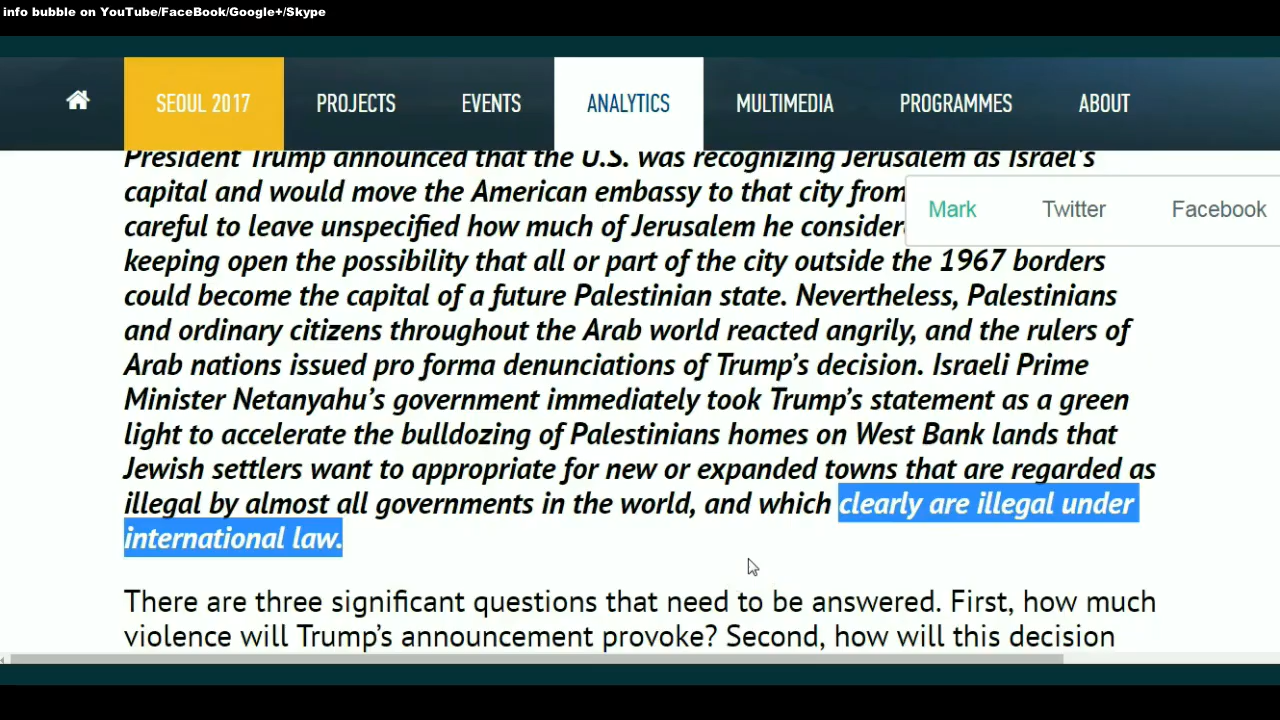 info bubble on YouTube/FaceBook/Google+/Skype
SEOUL 2017 PROJECTS EVENTS ANALYTICS MULTIMEDIA PROGRAMMES ABOUT
President Trump announced that the U.S. was recognizing Jerusalem as Israel's
capital and would move the American embassy to that city from
Mark Twitter Facebook
careful to leave unspecified how much of Jerusalem he
keeping open the possibility that all or part of the city outside the 1967 borders
could become the capital of a future Palestinian state. Nevertheless, Palestinians
and ordinary citizens throughout the Arab world reacted angrily, and the rulers of
Arab nations issued pro forma denunciations of Trump’s decision. Israeli Prime
Minister Netanyahu’s government immediately took Trump’s statement as a green
light to accelerate the bulldozing of Palestinians homes on West Bank lands that
Jewish settlers want to appropriate for new or expanded towns that are regarded as
illegal by almost all governments in the world, and which clearly are illegal under
international law.
There are three significant questions that need to be answered. First, how much
violence will Trump’s announcement provoke? Second, how will this decision